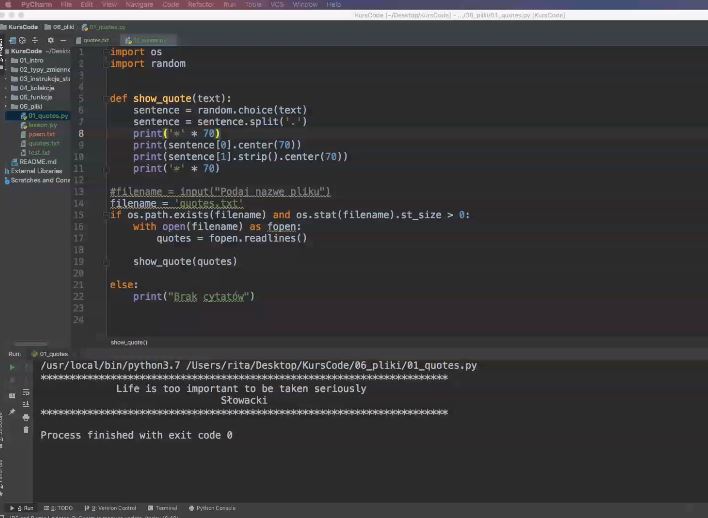 PyCharm File Edit View Navigate Code Refactor Run Tools VCS Window Help
KursCode [~/Desktop/KursCode] - .../06_pliki/01_quotes.py [KursCode]
KursCode 06_pliki 01_quotes.py
quotes.txt
KursCode ~/Desktop
01_intro
02_typy_zmienne
03_instrukcje_st
04_kolekcje
05_funkcje
06_pliki
01_quotes.py
lesson.py
quotes.txt
test.txt
README.md
External Libraries
Scratches and Con
1 import os
2 import random
3
4
5 def show_quote(text):
6 sentence = random.choice(text)
7 sentence = sentence.split('.')
8 print('*' * 70)
9 print(sentence[0].center(70))
10 print(sentence[1].strip().center(70))
11 print('*' * 70)
12
13 #filename = input("Podaj nazwe pliku")
14 filename = 'quotes.txt'
15 if os.path.exists(filename) and os.stat(filename).st_size > 0:
16 with open(filename) as fopen:
17 quotes = fopen.readlines()
18
19 show_quote(quotes)
20
21 else:
22 print("Brak cytatów")
23
24
show_quote()
Run: 01_quotes
/usr/local/bin/python3.7 /Users/rita/Desktop/KursCode/06_pliki/01_quotes.py
**********************************************************************
Life is too important to be taken seriously
Słowacki
**********************************************************************
Process finished with exit code 0
4: Run 6: TODO 9: Version Control Terminal Python Console